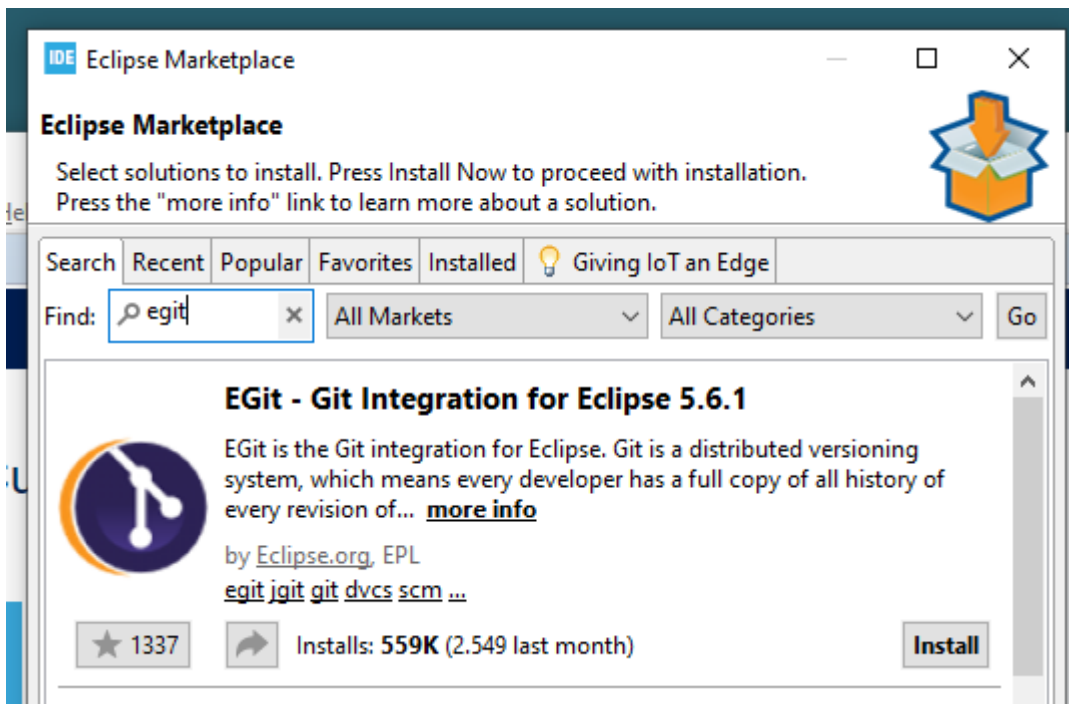 IDE Eclipse Marketplace
Eclipse Marketplace
Select solutions to install. Press Install Now to proceed with installation.
Press the "more info" link to learn more about a solution.
Search Recent Popular Favorites Installed Giving IoT an Edge
Find: egit All Markets All Categories Go
EGit - Git Integration for Eclipse 5.6.1
EGit is the Git integration for Eclipse. Git is a distributed versioning
system, which means every developer has a full copy of all history of
every revision of... more info
by Eclipse.org, EPL
egit jgit git dvcs scm ...
1337 Installs: 559K (2.549 last month) Install